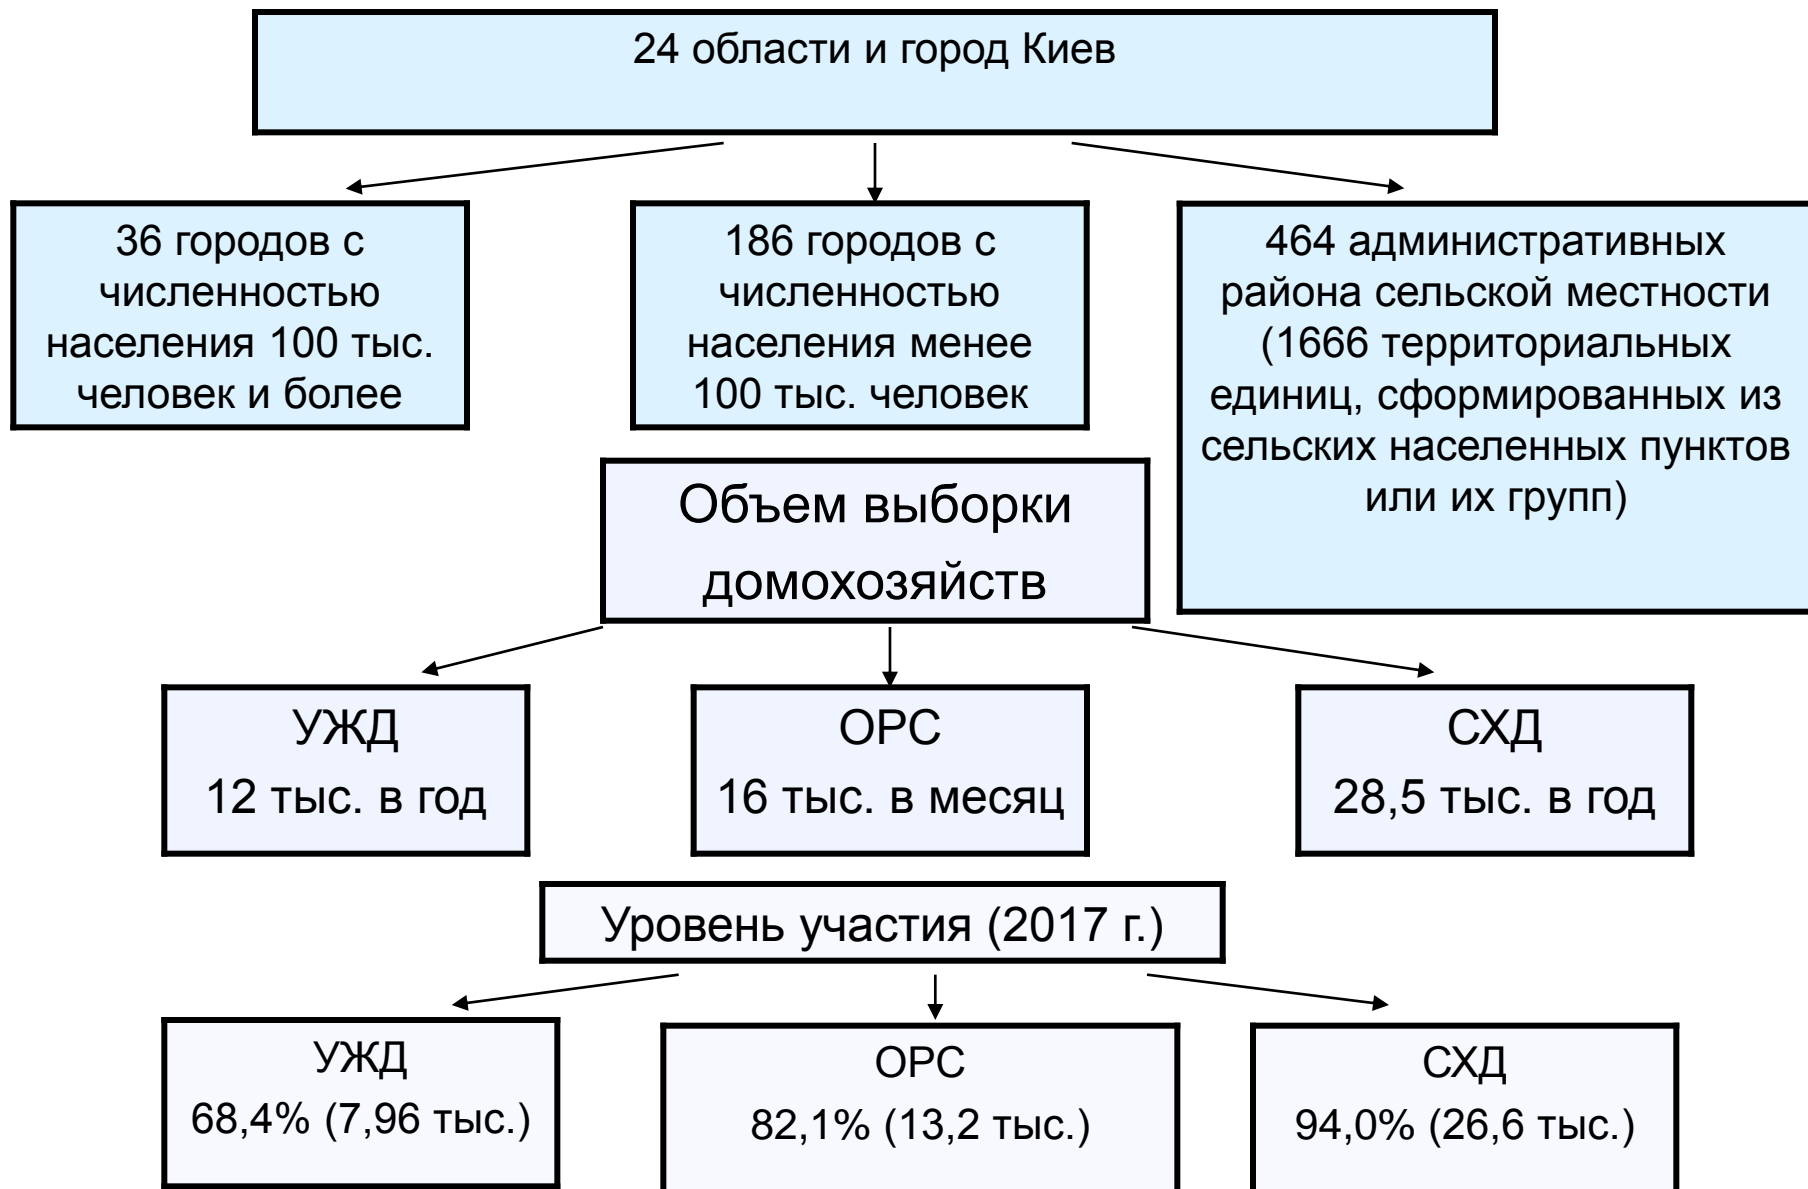 24 области и город Киев
36 городов с
численностью
населения 100 тыс.
человек и более
186 городов с
численностью
населения менее
100 тыс. человек
464 административных
района сельской местности
(1666 территориальных
единиц, сформированных из
сельских населенных пунктов
или их групп)
Объем выборки
домохозяйств
УЖД
12 тыс. в год
ОРС
16 тыс. в месяц
СХД
28,5 тыс. в год
Уровень участия (2017 г.)
УЖД
68,4% (7,96 тыс.)
ОРС
82,1% (13,2 тыс.)
СХД
94,0% (26,6 тыс.)